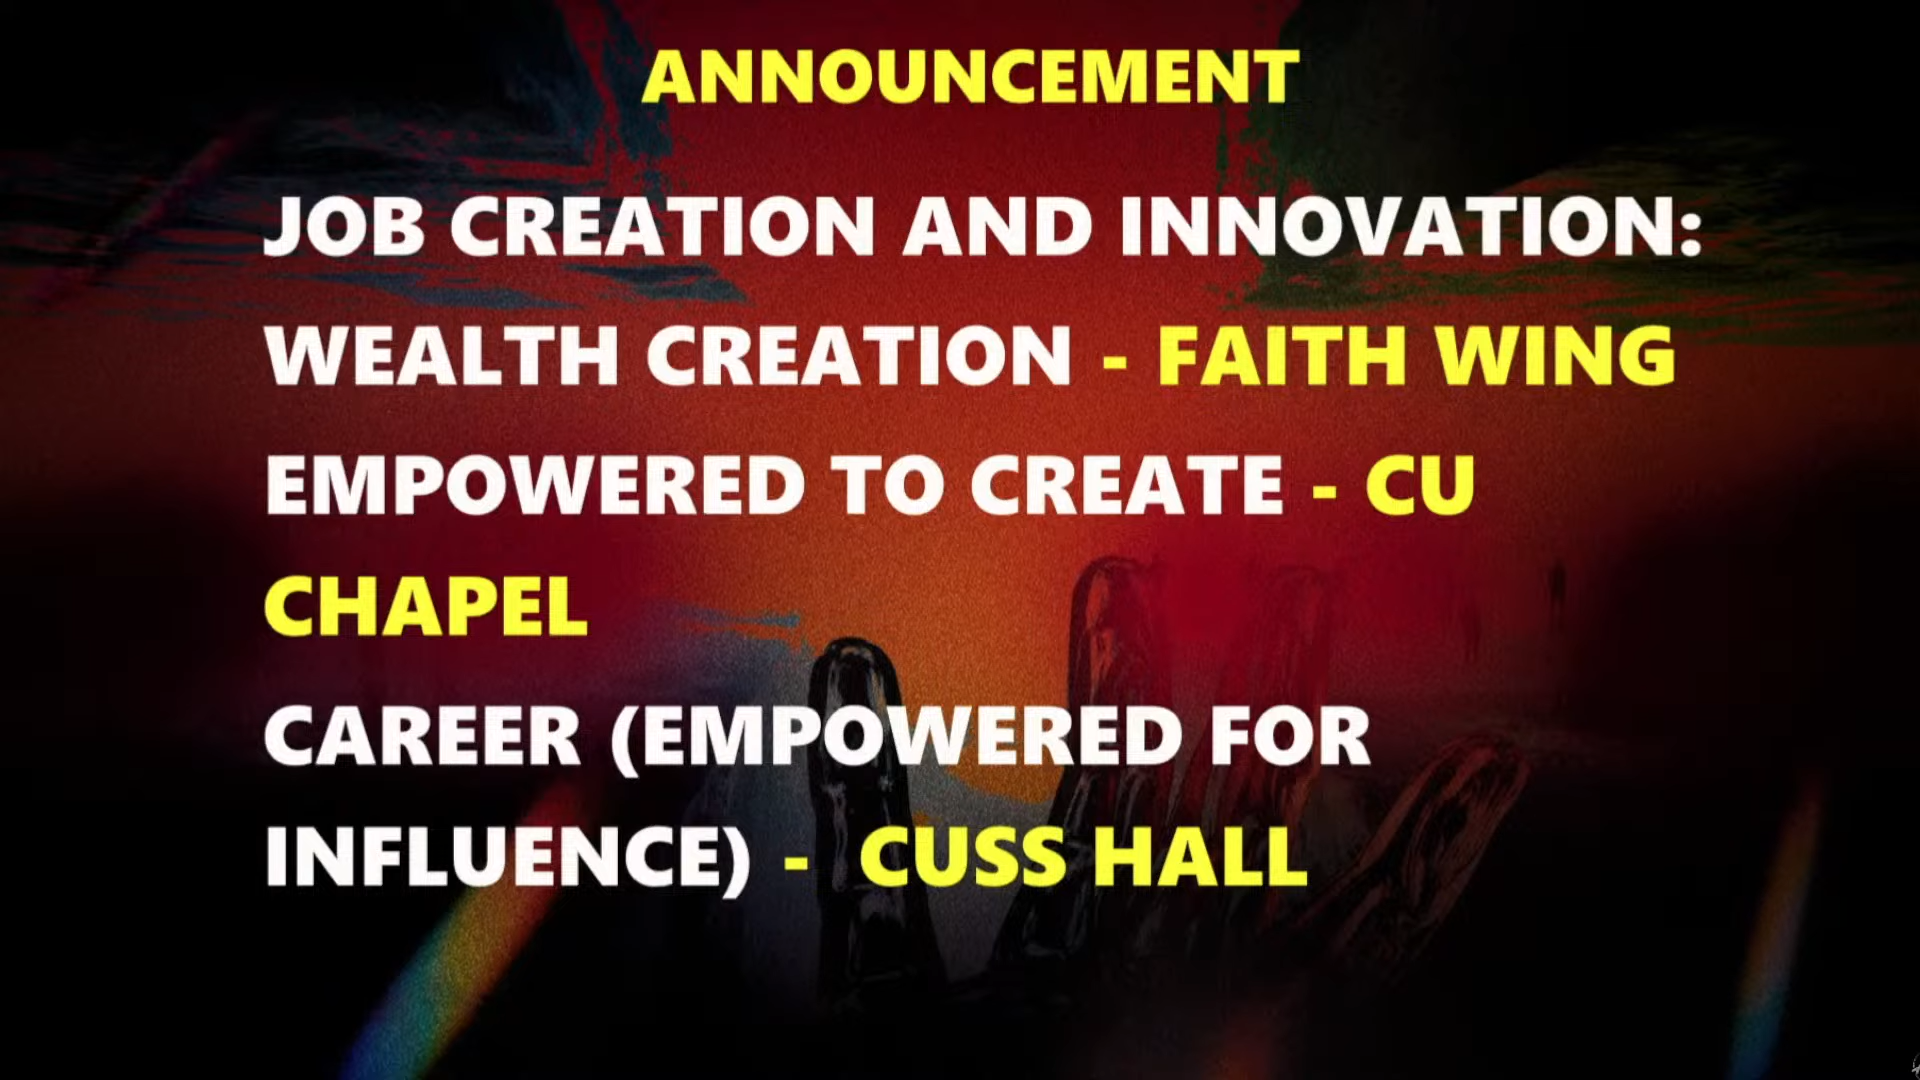 ANNOUNCEMENT
JOB CREATION AND INNOVATION:
WEALTH CREATION - FAITH WING
EMPOWERED TO CREATE - CU
CHAPEL
CAREER (EMPOWERED FOR
INFLUENCE) - CUSS HALL